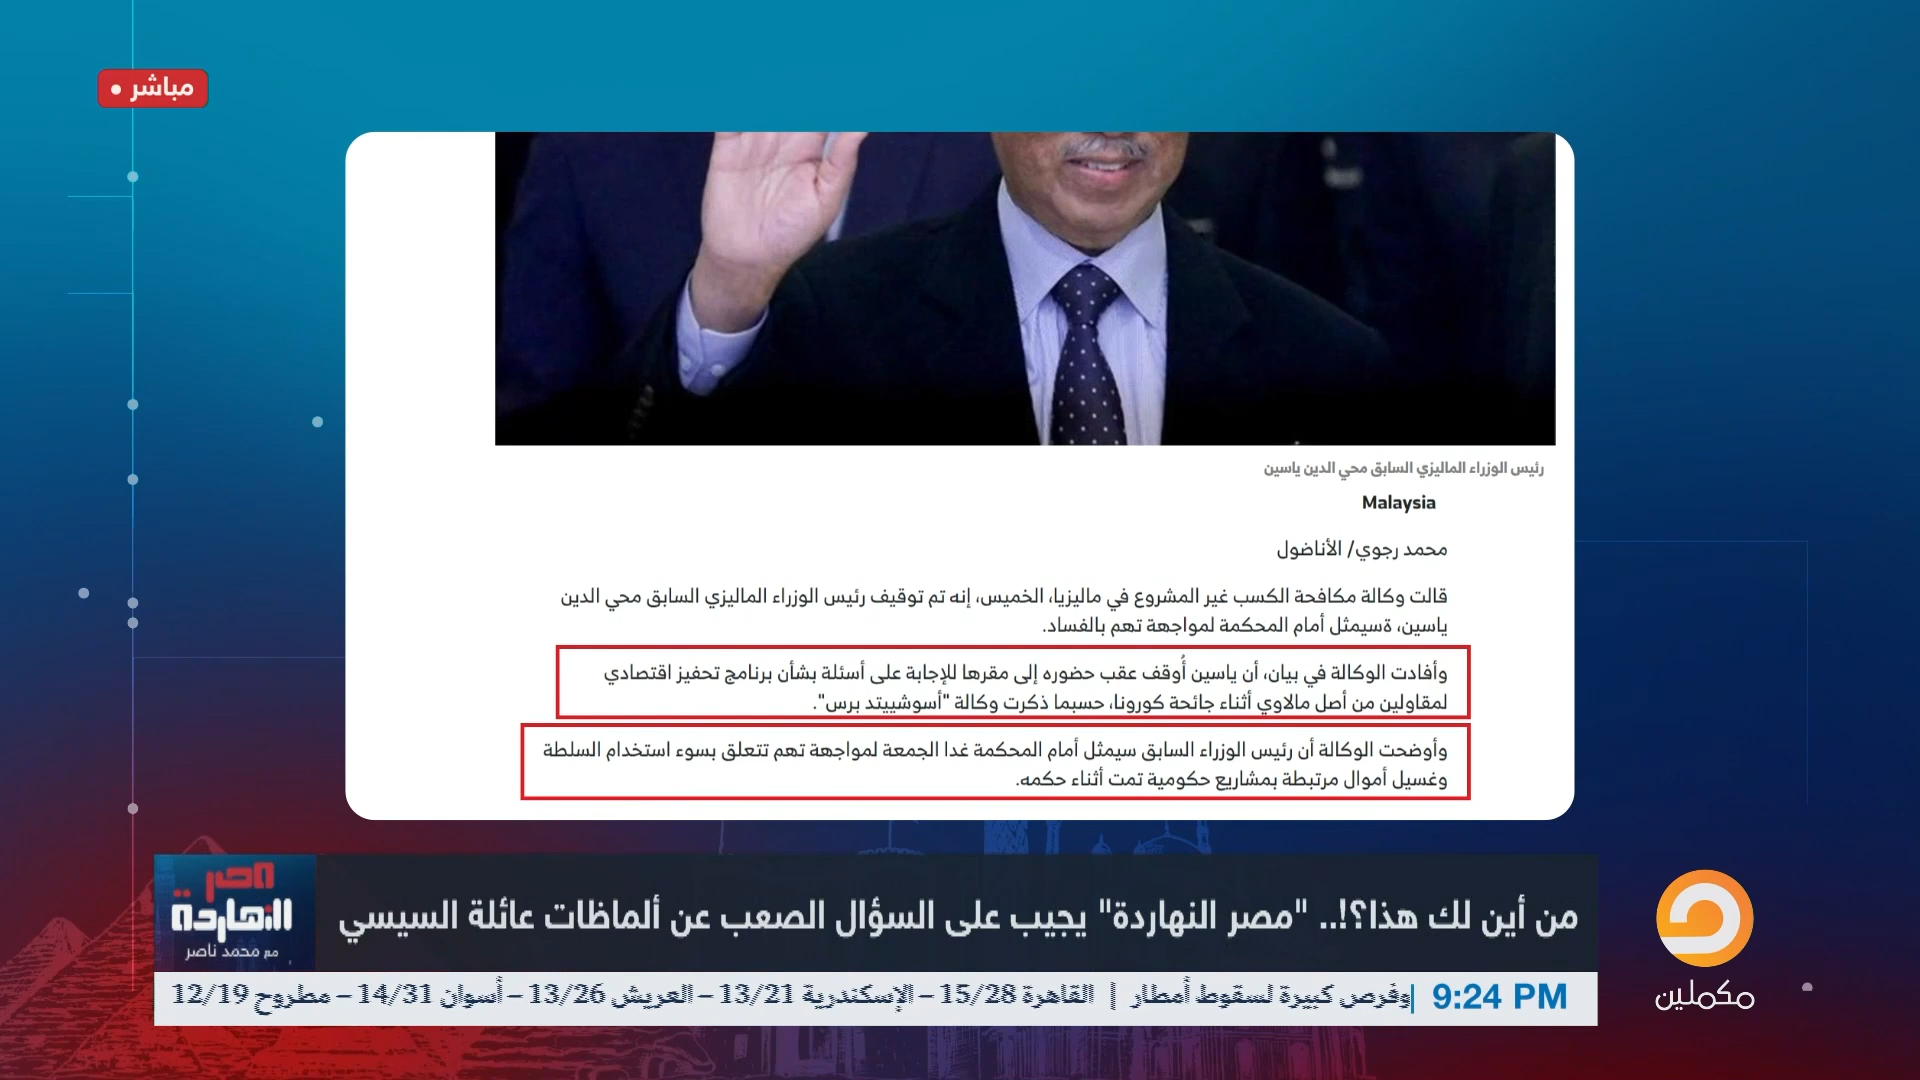 مباشر
رئيس الوزراء الماليزي السابق محي الدين ياسين
Malaysia
محمد رجوي/ الأناضول
قالت وكالة مكافحة الكسب غير المشروع في ماليزيا، الخميس، إنه تم توقيف رئيس الوزراء الماليزي السابق محي الدين
ياسين، ةسيمثل أمام المحكمة لمواجهة تهم بالفساد.
وأفادت الوكالة في بيان، أن ياسين أُوقف عقب حضوره إلى مقرها للإجابة على أسئلة بشأن برنامج تحفيز اقتصادي
لمقاولين من أصل مالاوي أثناء جائحة كورونا، حسبما ذكرت وكالة "أسوشييتد برس".
وأوضحت الوكالة أن رئيس الوزراء السابق سيمثل أمام المحكمة غدا الجمعة لمواجهة تهم تتعلق بسوء استخدام السلطة
وغسيل أموال مرتبطة بمشاريع حكومية تمت أثناء حكمه.
من أين لك هذا؟!.. "مصر النهاردة" يجيب على السؤال الصعب عن ألماظات عائلة السيسي
مصر
النهاردة
مع محمد ناصر
9:24 PM
وفرص كبيرة لسقوط أمطار | القاهرة 15/28 – الإسكندرية 13/21 – العريش 13/26 – أسوان 14/31 – مطروح 12/19
مكملين